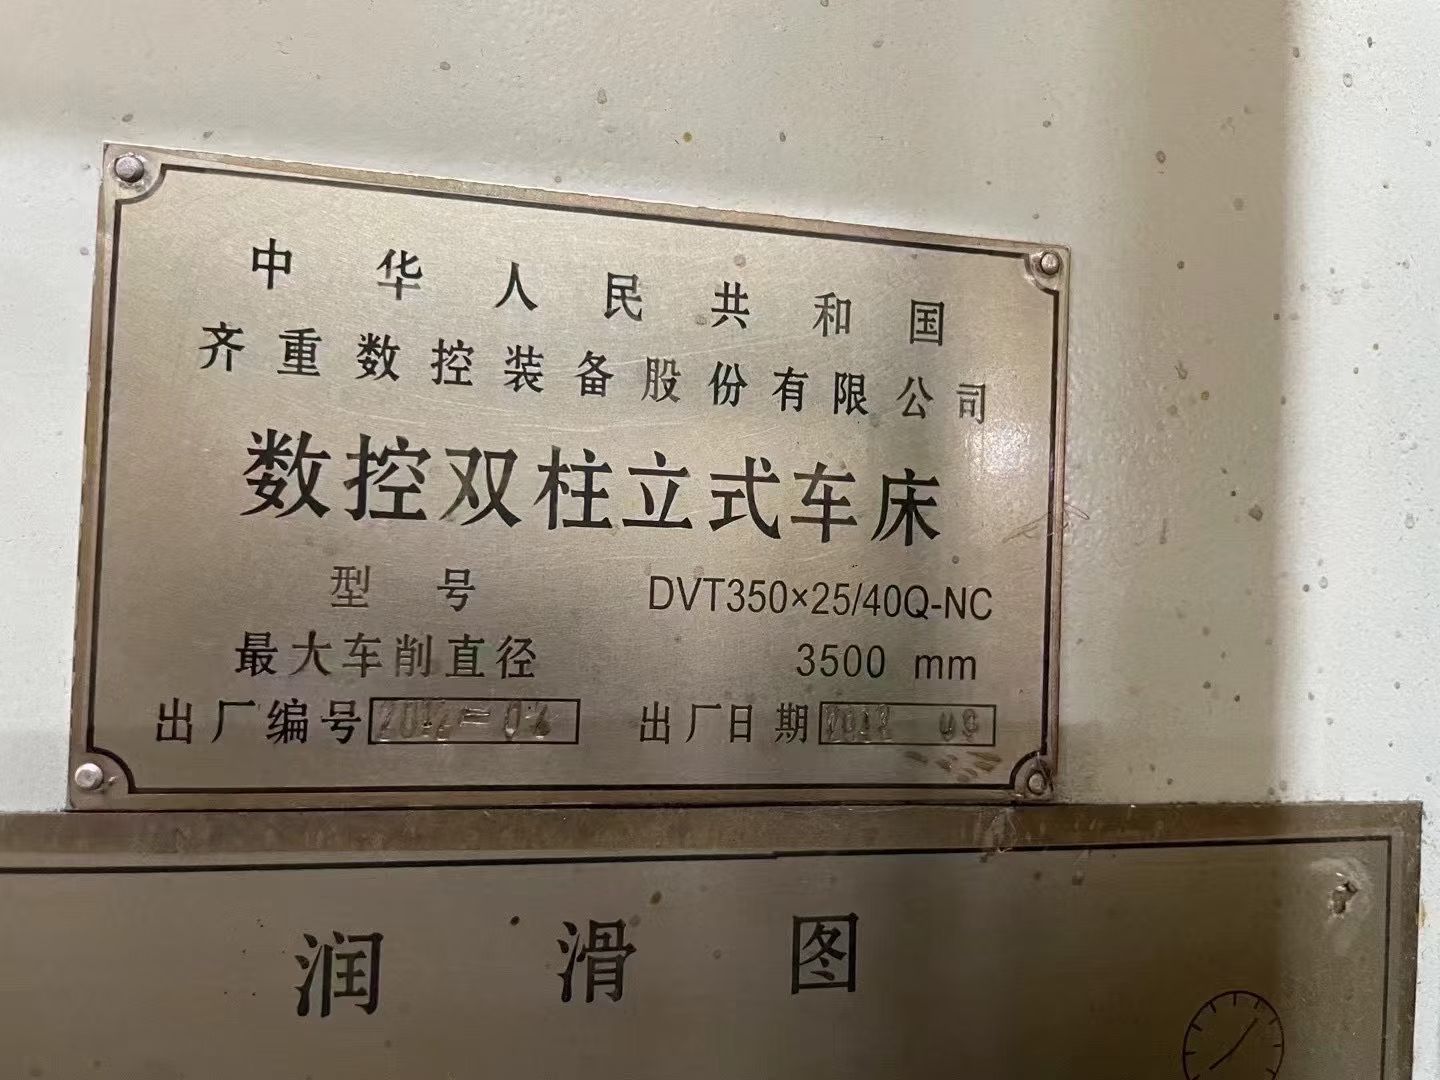 中华人民共和国
齐重数控装备股份有限公司
数控双柱立式车床
型号 DVT350×25/40Q-NC
最大车削直径 3500 mm
出厂编号
出厂日期 2012
润滑图